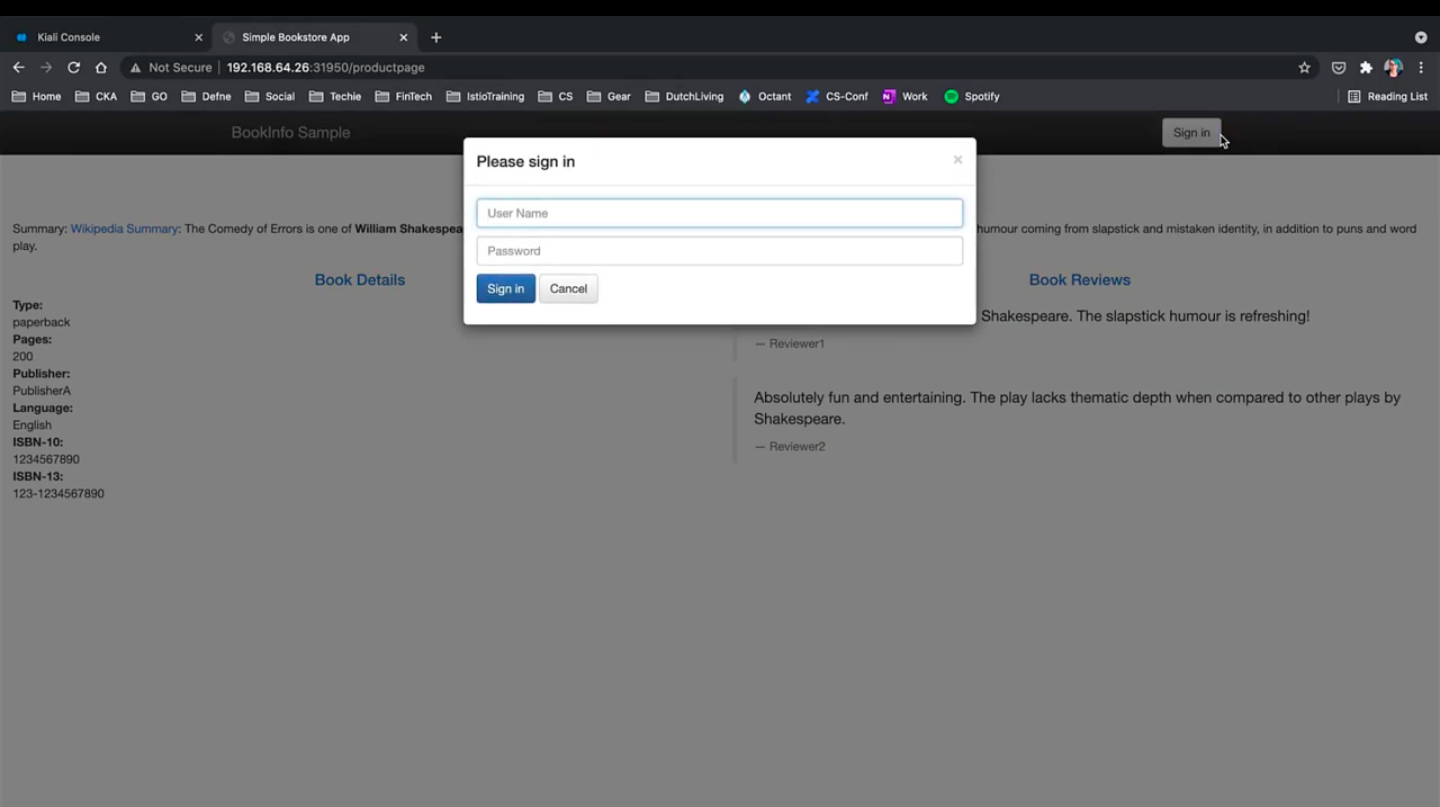 Kiali Console
Simple Bookstore App
Not Secure 192.168.64.26:31950/productpage
Home CKA GO Defne Social Techie FinTech IstioTraining CS Gear DutchLiving Octant CS-Conf Work Spotify Reading List
BookInfo Sample
Sign in
Please sign in
×
User Name
Password
Sign in Cancel
Summary: Wikipedia Summary: The Comedy of Errors is one of William Shakespea
humour coming from slapstick and mistaken identity, in addition to puns and word
play.
Book Details
Type:
paperback
Pages:
200
Publisher:
PublisherA
Language:
English
ISBN-10:
1234567890
ISBN-13:
123-1234567890
Book Reviews
Shakespeare. The slapstick humour is refreshing!
— Reviewer1
Absolutely fun and entertaining. The play lacks thematic depth when compared to other plays by
Shakespeare.
— Reviewer2